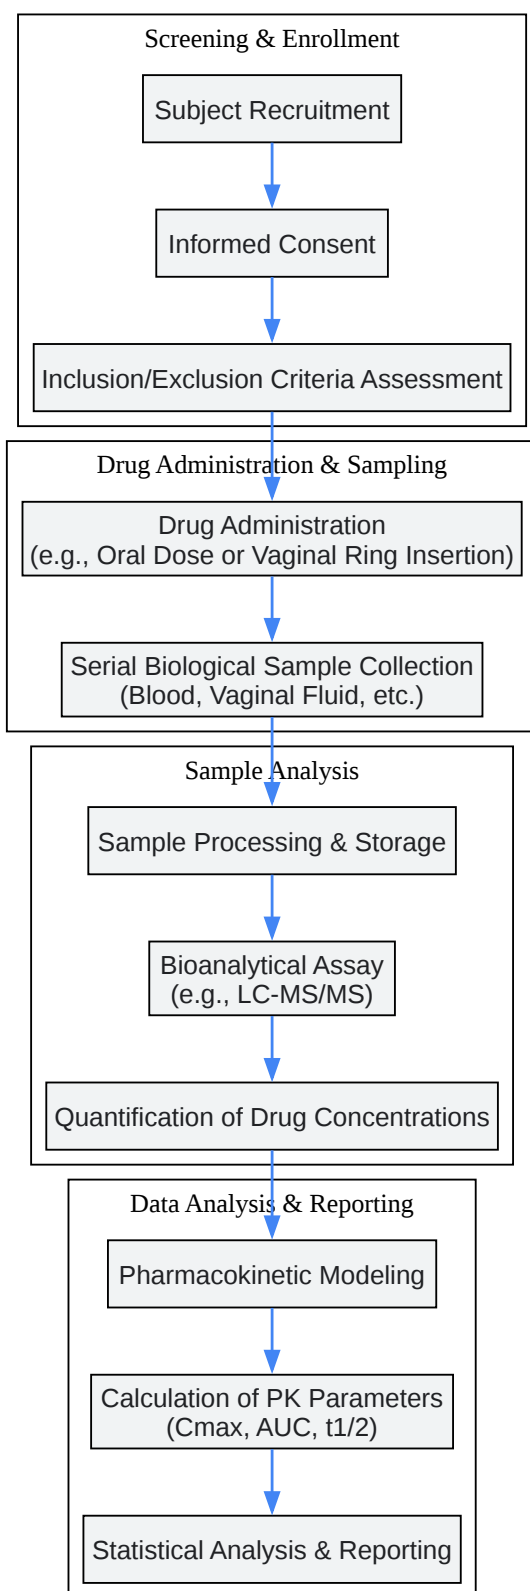 Screening & Enrollment
Subject Recruitment
Informed Consent
Inclusion/Exclusion Criteria Assessment
Drug Administration & Sampling
Drug Administration
(e.g., Oral Dose or Vaginal Ring Insertion)
Serial Biological Sample Collection
(Blood, Vaginal Fluid, etc.)
Sample Analysis
Sample Processing & Storage
Bioanalytical Assay
(e.g., LC-MS/MS)
Quantification of Drug Concentrations
Data Analysis & Reporting
Pharmacokinetic Modeling
Calculation of PK Parameters
(Cmax, AUC, t1/2)
Statistical Analysis & Reporting